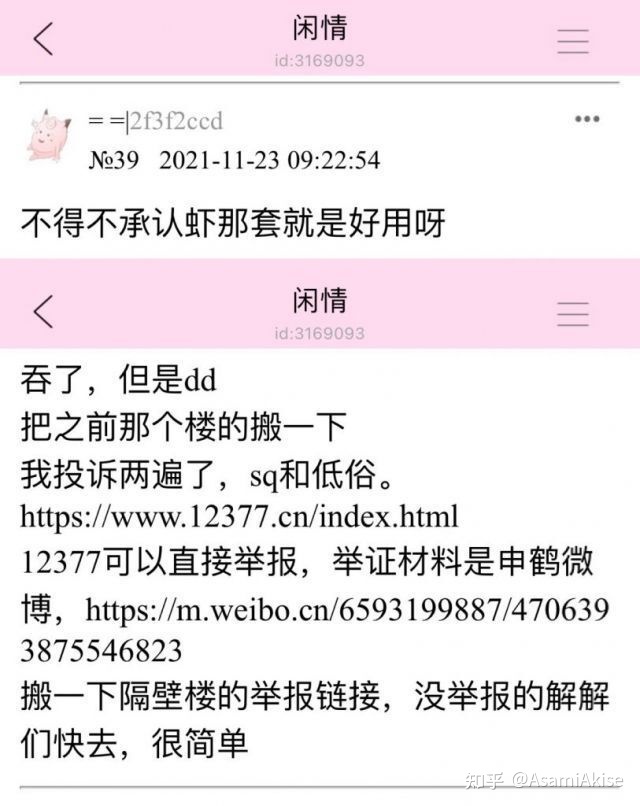 闲情
id:3169093
= =|2f3f2ccd
№39 2021-11-23 09:22:54
不得不承认虾那套就是好用呀
闲情
id:3169093
吞了，但是dd
把之前那个楼的搬一下
我投诉两遍了，sq和低俗。
https://www.12377.cn/index.html
12377可以直接举报，举证材料是申鹤微
博，https://m.weibo.cn/6593199887/470639
3875546823
搬一下隔壁楼的举报链接，没举报的解解
们快去，很简单
知乎 @AsamiAkise